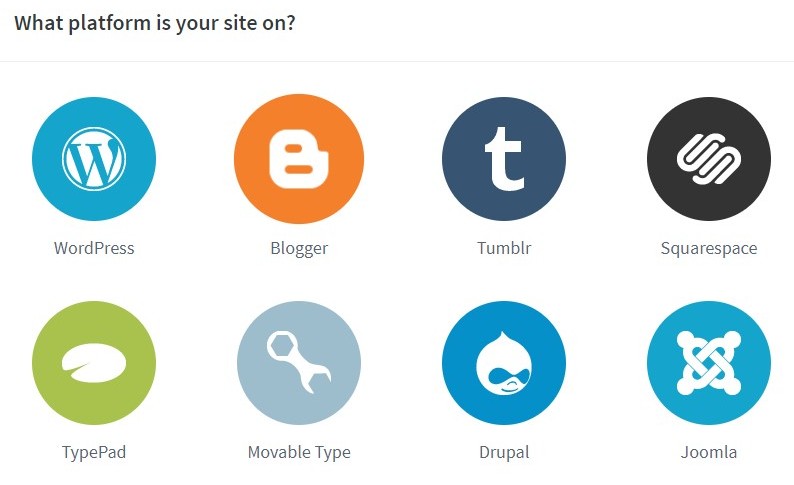 What platform is your site on?
WordPress
Blogger
Tumblr
Squarespace
TypePad
Movable Type
Drupal
Joomla